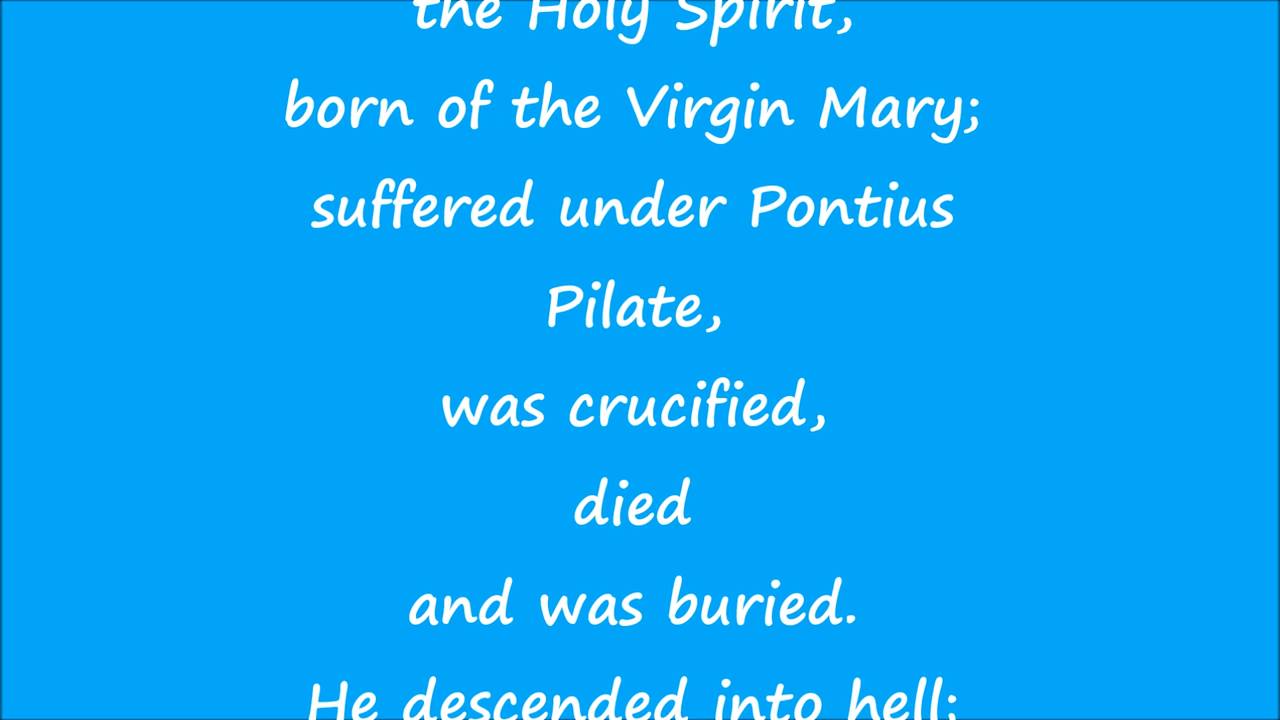 the Holy Spirit,
born of the Virgin Mary;
suffered under Pontius
Pilate,
was crucified,
died
and was buried.
He descended into hell;